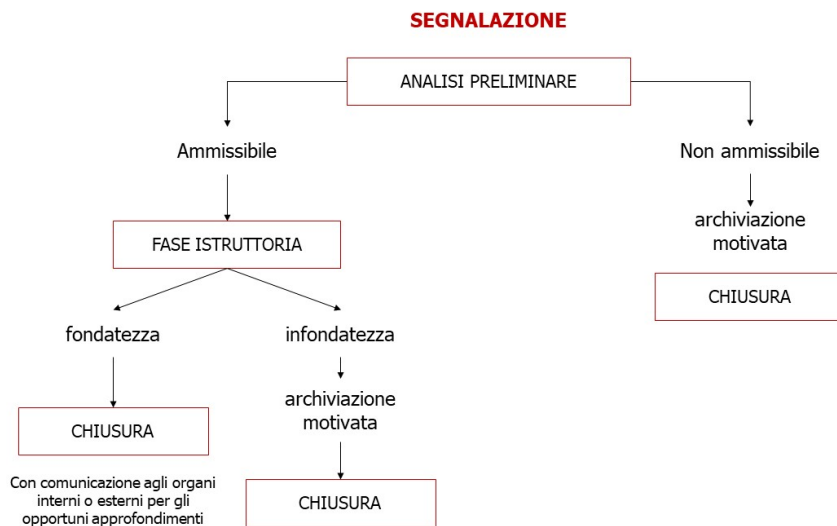 SEGNALAZIONE
ANALISI PRELIMINARE
Ammissibile
Non ammissibile
archiviazione
motivata
FASE ISTRUTTORIA
CHIUSURA
fondatezza
infondatezza
archiviazione
motivata
CHIUSURA
Con comunicazione agli organi
interni o esterni per gli
opportuni approfondimenti
CHIUSURA